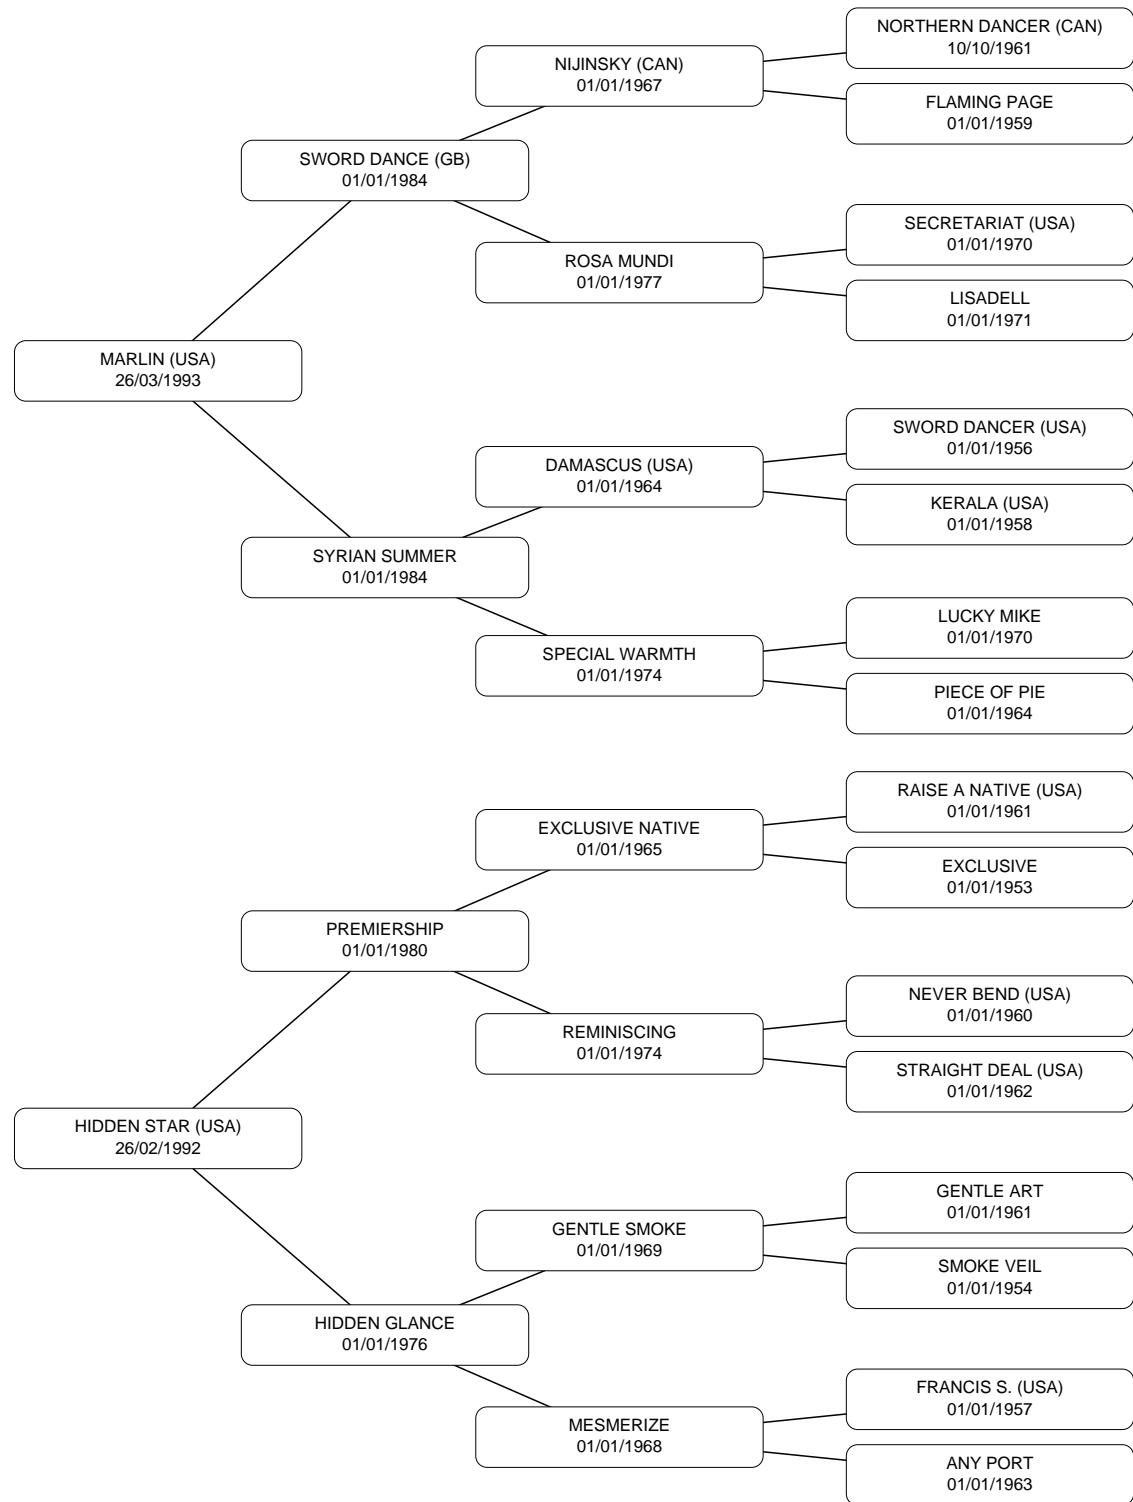 NORTHERN DANCER (CAN)
10/10/1961
NIJINSKY (CAN)
01/01/1967
FLAMING PAGE
01/01/1959
SWORD DANCE (GB)
01/01/1984
SECRETARIAT (USA)
01/01/1970
ROSA MUNDI
01/01/1977
LISADELL
01/01/1971
MARLIN (USA)
26/03/1993
SWORD DANCER (USA)
01/01/1956
DAMASCUS (USA)
01/01/1964
KERALA (USA)
01/01/1958
SYRIAN SUMMER
01/01/1984
LUCKY MIKE
01/01/1970
SPECIAL WARMTH
01/01/1974
PIECE OF PIE
01/01/1964
RAISE A NATIVE (USA)
01/01/1961
EXCLUSIVE NATIVE
01/01/1965
EXCLUSIVE
01/01/1953
PREMIERSHIP
01/01/1980
NEVER BEND (USA)
01/01/1960
REMINISCING
01/01/1974
STRAIGHT DEAL (USA)
01/01/1962
HIDDEN STAR (USA)
26/02/1992
GENTLE ART
01/01/1961
GENTLE SMOKE
01/01/1969
SMOKE VEIL
01/01/1954
HIDDEN GLANCE
01/01/1976
FRANCIS S. (USA)
01/01/1957
MESMERIZE
01/01/1968
ANY PORT
01/01/1963